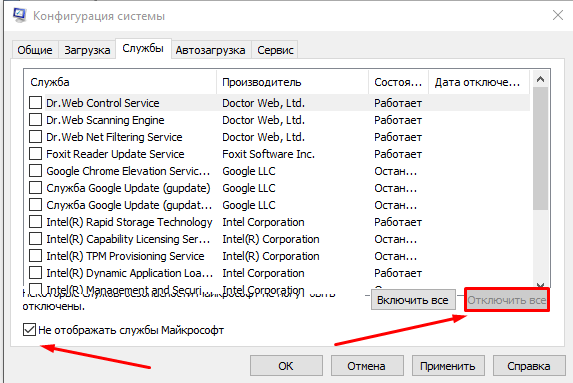 Конфигурация системы
Общие Загрузка Службы Автозагрузка Сервис
Служба Производитель Состоя... Дата отключе...
Dr.Web Control Service Doctor Web, Ltd. Работает
Dr.Web Scanning Engine Doctor Web, Ltd. Работает
Dr.Web Net Filtering Service Doctor Web, Ltd. Работает
Foxit Reader Update Service Foxit Software Inc. Работает
Google Chrome Elevation Servic... Google LLC Остан...
Служба Google Update (gupdate) Google LLC Остан...
Служба Google Update (gupdat... Google LLC Остан...
Intel(R) Rapid Storage Technology Intel Corporation Работает
Intel(R) Capability Licensing Ser... Intel(R) Corporation Остан...
Intel(R) TPM Provisioning Service Intel(R) Corporation Остан...
Intel(R) Dynamic Application Loa... Intel Corporation Работает
Intel(R) Management and Securi... Intel Corporation Остан...
отключены.
Включить все Отключить все
Не отображать службы Майкрософт
ОК Отмена Применить Справка